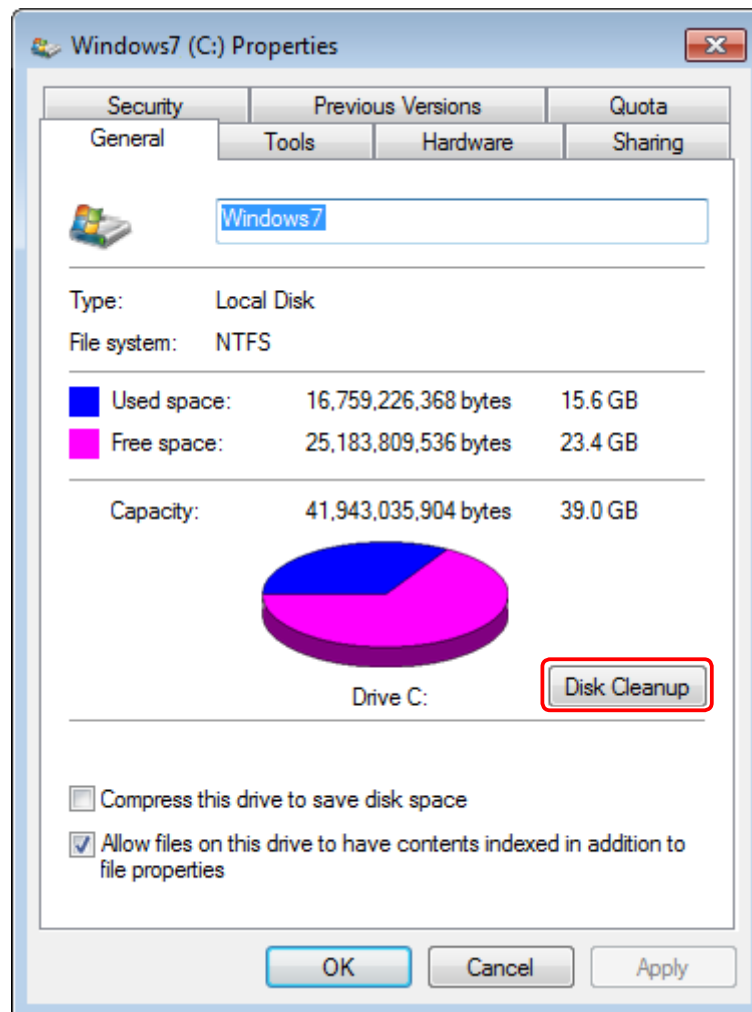 Windows7 (C:) Properties
Security Previous Versions Quota
General Tools Hardware Sharing
Windows7
Type: Local Disk
File system: NTFS
Used space: 16,759,226,368 bytes 15.6 GB
Free space: 25,183,809,536 bytes 23.4 GB
Capacity: 41,943,035,904 bytes 39.0 GB
Drive C:
Disk Cleanup
Compress this drive to save disk space
Allow files on this drive to have contents indexed in addition to
file properties
OK Cancel Apply